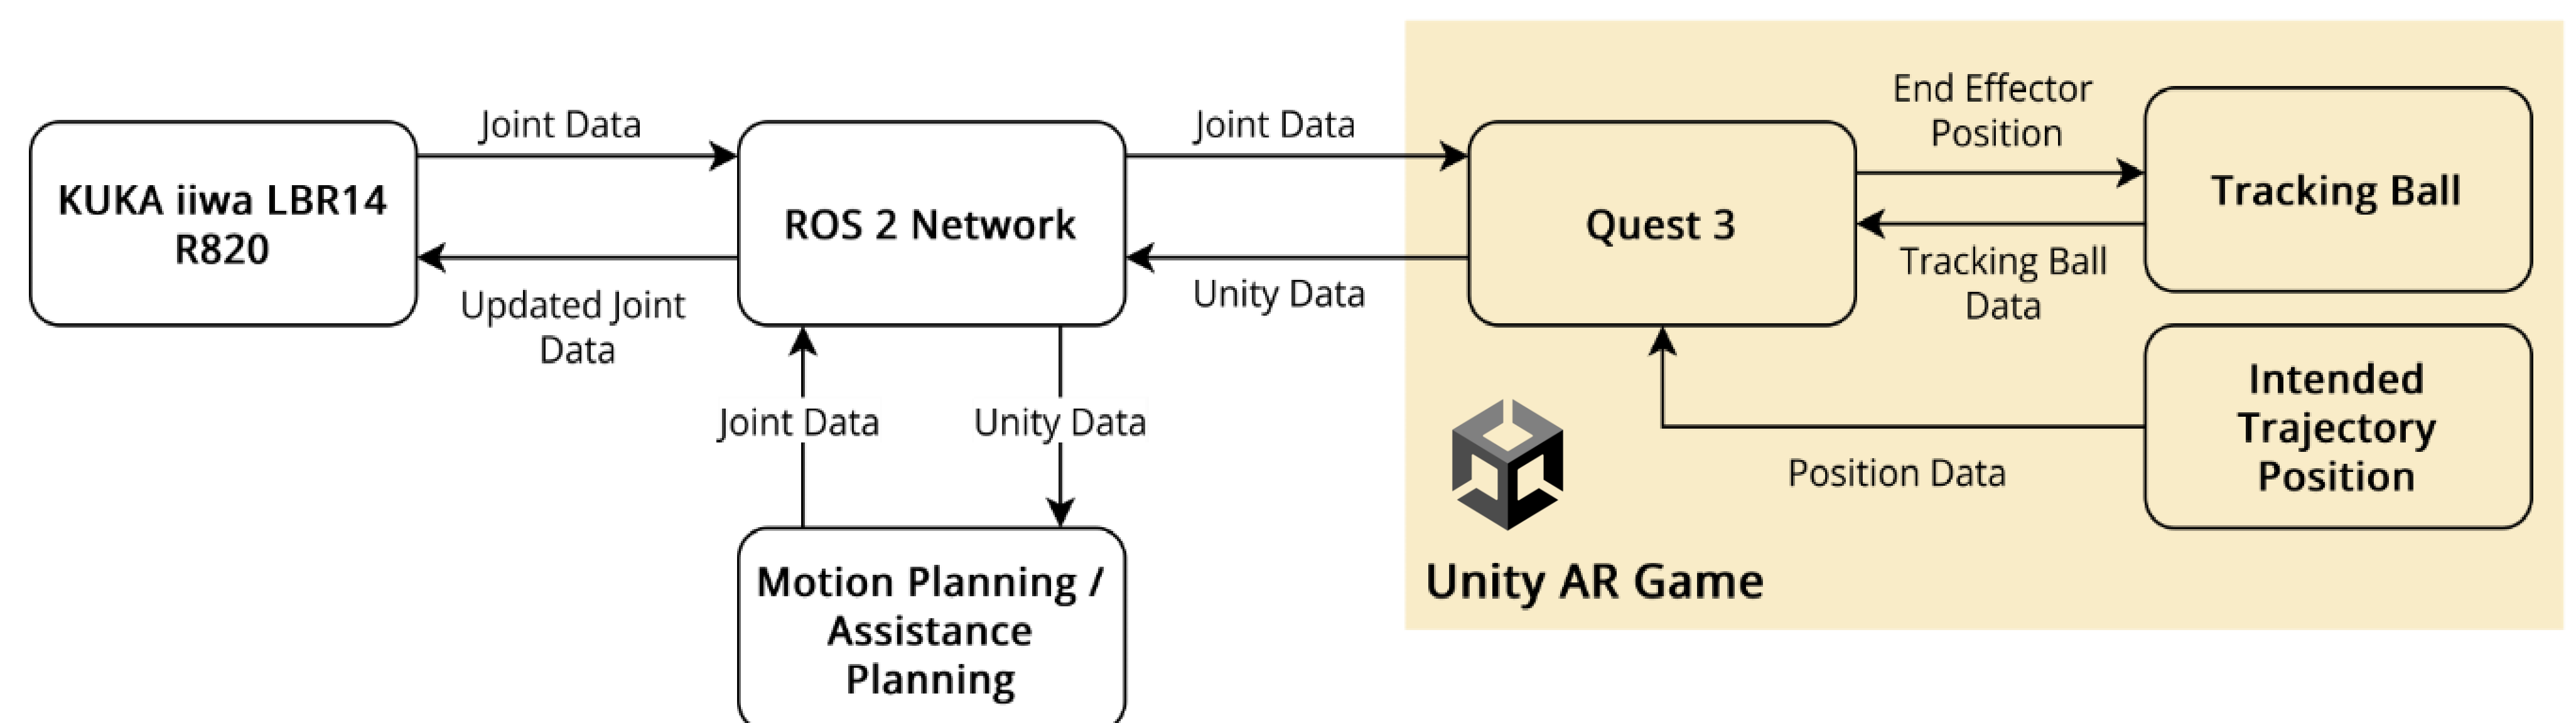 KUKA iiwa LBR14
R820
Joint Data
Updated Joint
Data
ROS 2 Network
Joint Data
Unity Data
Joint Data
Unity Data
Motion Planning /
Assistance
Planning
Quest 3
End Effector
Position
Tracking Ball
Data
Tracking Ball
Intended
Trajectory
Position
Position Data
Unity AR Game